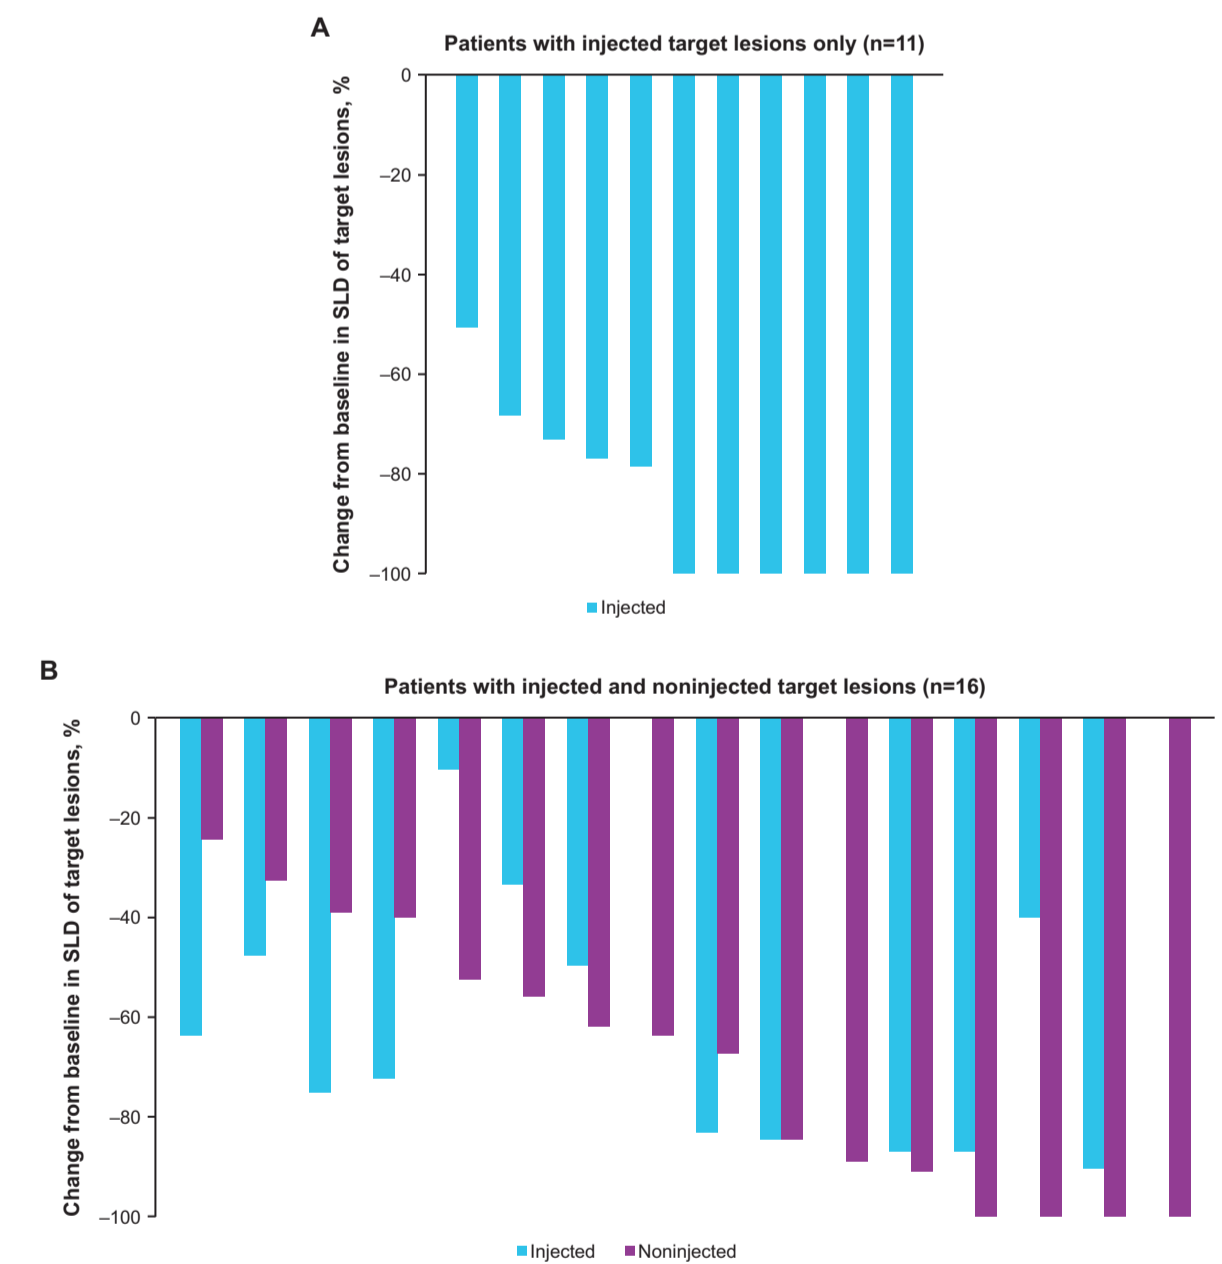 A
Patients with injected target lesions only (n=11)
Change from baseline in SLD of target lesions, %
0
–20
–40
–60
–80
–100
Injected
B
Patients with injected and noninjected target lesions (n=16)
Change from baseline in SLD of target lesions, %
0
–20
–40
–60
–80
–100
Injected Noninjected